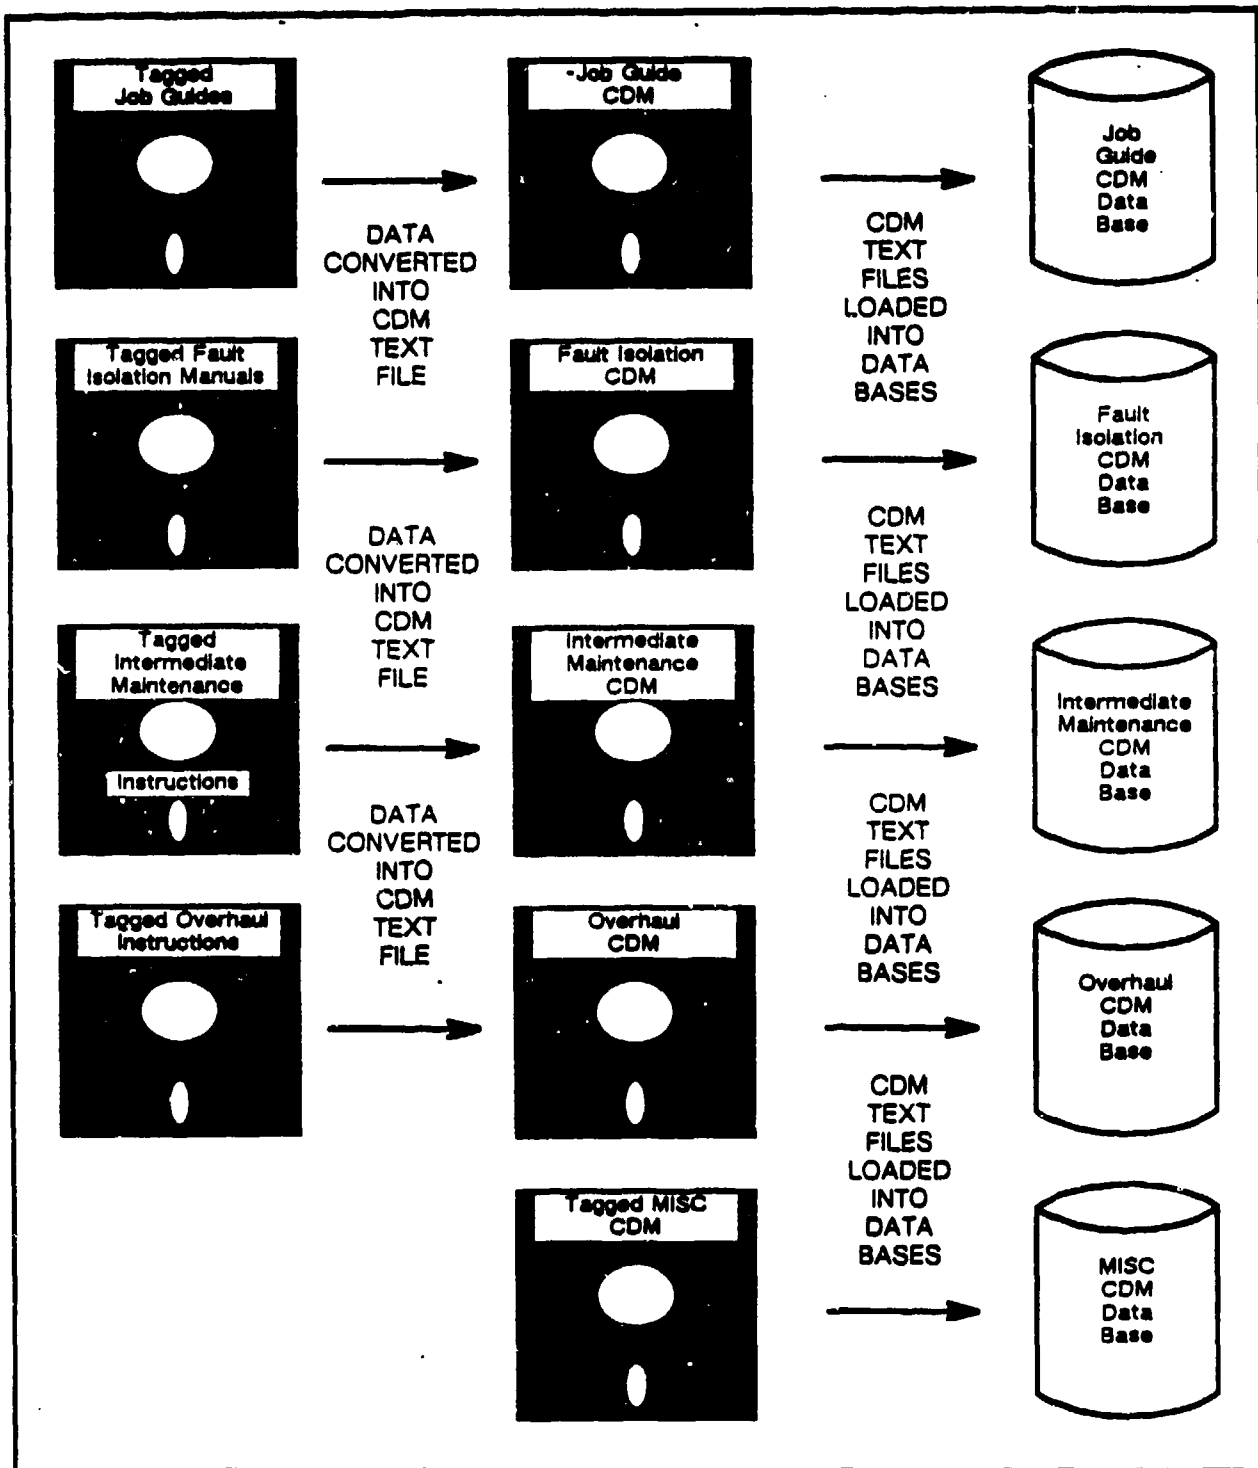 Tagged
Job Guides
-Job Guide
CDM
Job
Guide
CDM
Data
Base
DATA
CONVERTED
INTO
CDM
TEXT
FILE
CDM
TEXT
FILES
LOADED
INTO
DATA
BASES
Tagged Fault
Isolation Manuals
Fault Isolation
CDM
Fault
Isolation
CDM
Data
Base
DATA
CONVERTED
INTO
CDM
TEXT
FILE
CDM
TEXT
FILES
LOADED
INTO
DATA
BASES
Tagged
Intermediate
Maintenance
Instructions
Intermediate
Maintenance
CDM
Intermediate
Maintenance
CDM
Data
Base
DATA
CONVERTED
INTO
CDM
TEXT
FILE
CDM
TEXT
FILES
LOADED
INTO
DATA
BASES
Tagged Overhaul
Instructions
Overhaul
CDM
Overhaul
CDM
Data
Base
CDM
TEXT
FILES
LOADED
INTO
DATA
BASES
Tagged MISC
CDM
MISC
CDM
Data
Base